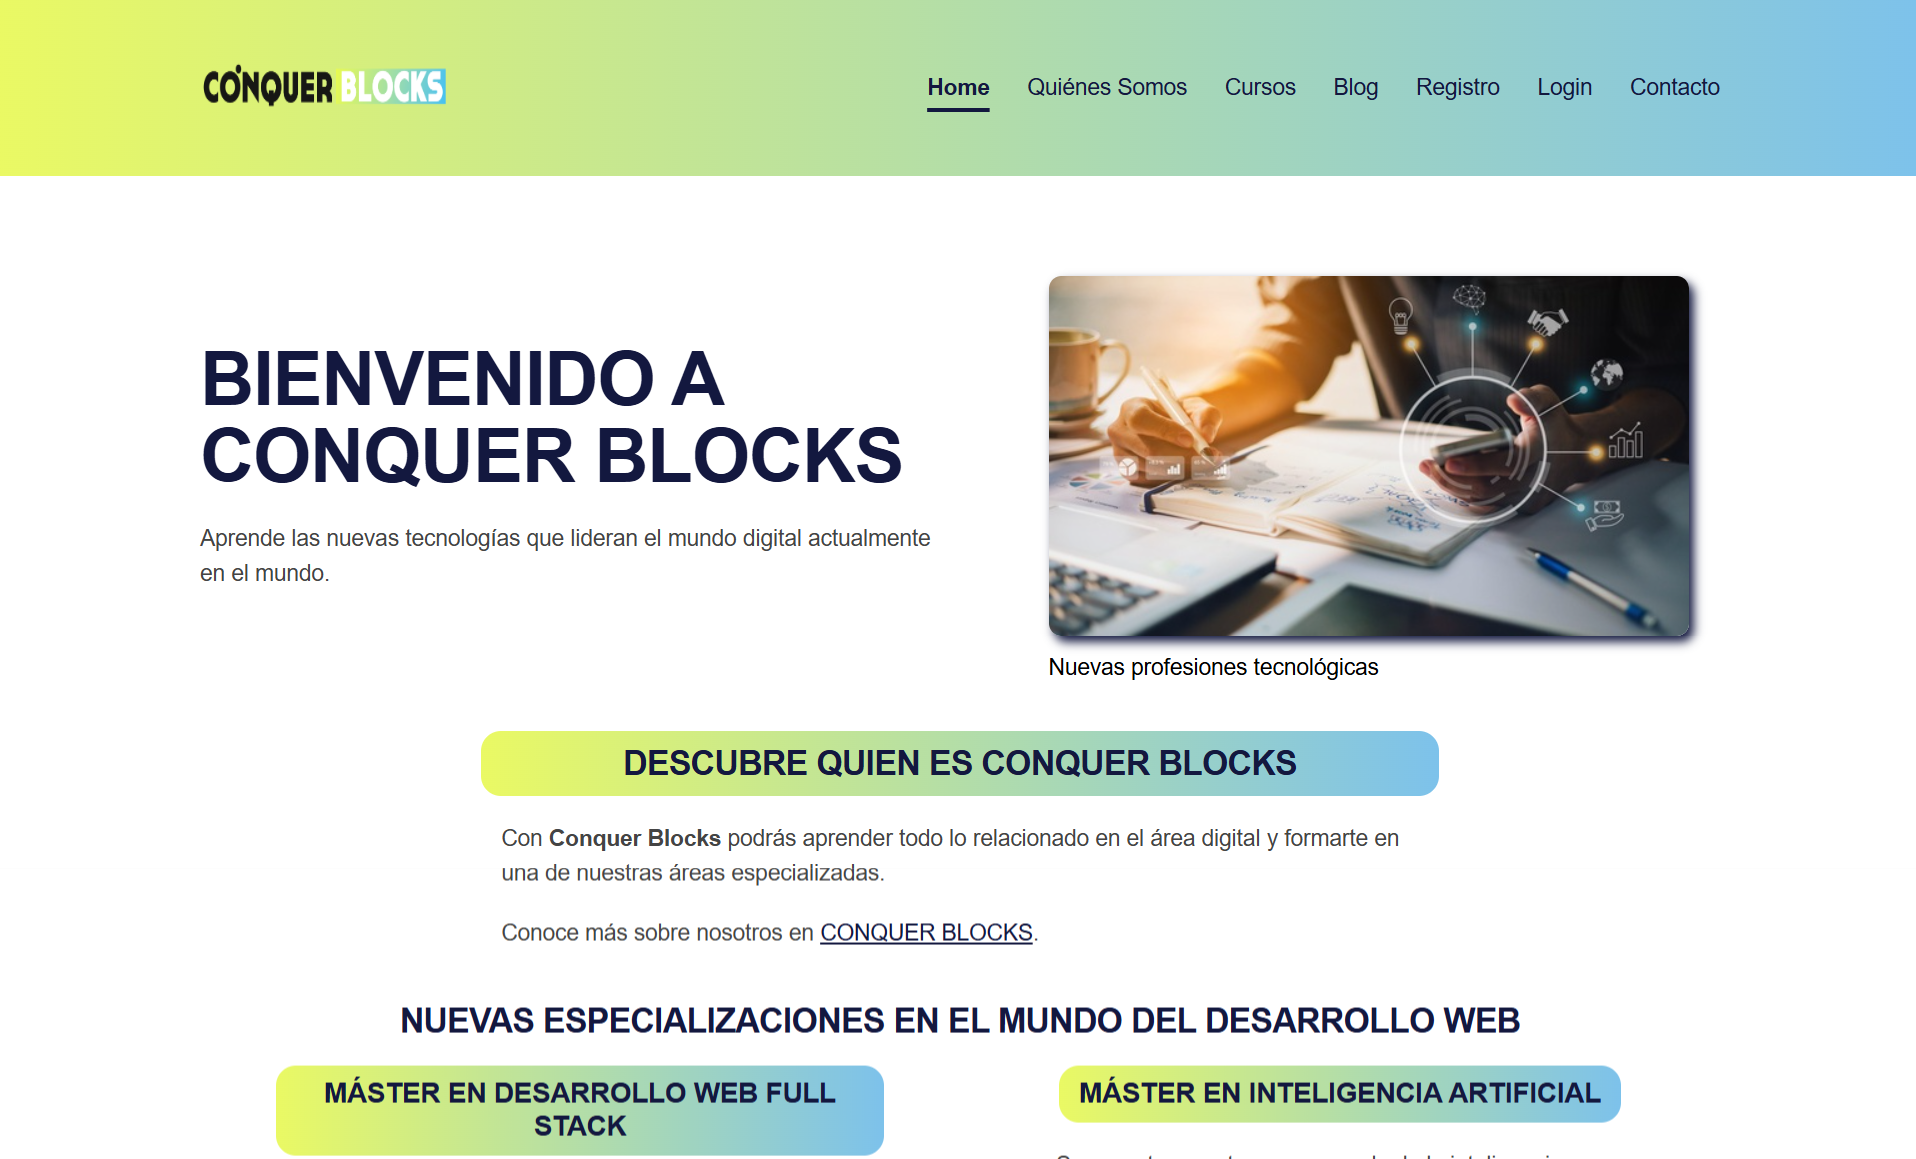 CONQUER BLOCKS
Home Quiénes Somos Cursos Blog Registro Login Contacto
BIENVENIDO A
CONQUER BLOCKS
Aprende las nuevas tecnologías que lideran el mundo digital actualmente
en el mundo.
Nuevas profesiones tecnológicas
DESCUBRE QUIEN ES CONQUER BLOCKS
Con Conquer Blocks podrás aprender todo lo relacionado en el área digital y formarte en
una de nuestras áreas especializadas.
Conoce más sobre nosotros en CONQUER BLOCKS.
NUEVAS ESPECIALIZACIONES EN EL MUNDO DEL DESARROLLO WEB
MÁSTER EN DESARROLLO WEB FULL
STACK
MÁSTER EN INTELIGENCIA ARTIFICIAL